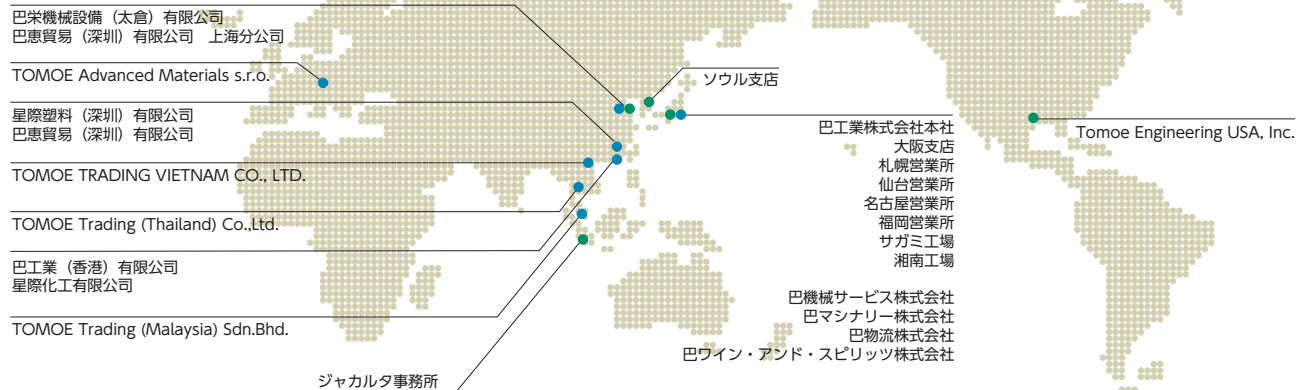 巴栄機械設備（太倉）有限公司
巴恵貿易（深圳）有限公司　上海分公司
TOMOE Advanced Materials s.r.o.
星際塑料（深圳）有限公司
巴恵貿易（深圳）有限公司
TOMOE TRADING VIETNAM CO., LTD.
TOMOE Trading (Thailand) Co.,Ltd.
巴工業（香港）有限公司
星際化工有限公司
TOMOE Trading (Malaysia) Sdn.Bhd.
ジャカルタ事務所
ソウル支店
巴工業株式会社本社
大阪支店
札幌営業所
仙台営業所
名古屋営業所
福岡営業所
サガミ工場
湘南工場
巴機械サービス株式会社
巴マシナリー株式会社
巴物流株式会社
巴ワイン・アンド・スピリッツ株式会社
Tomoe Engineering USA, Inc.